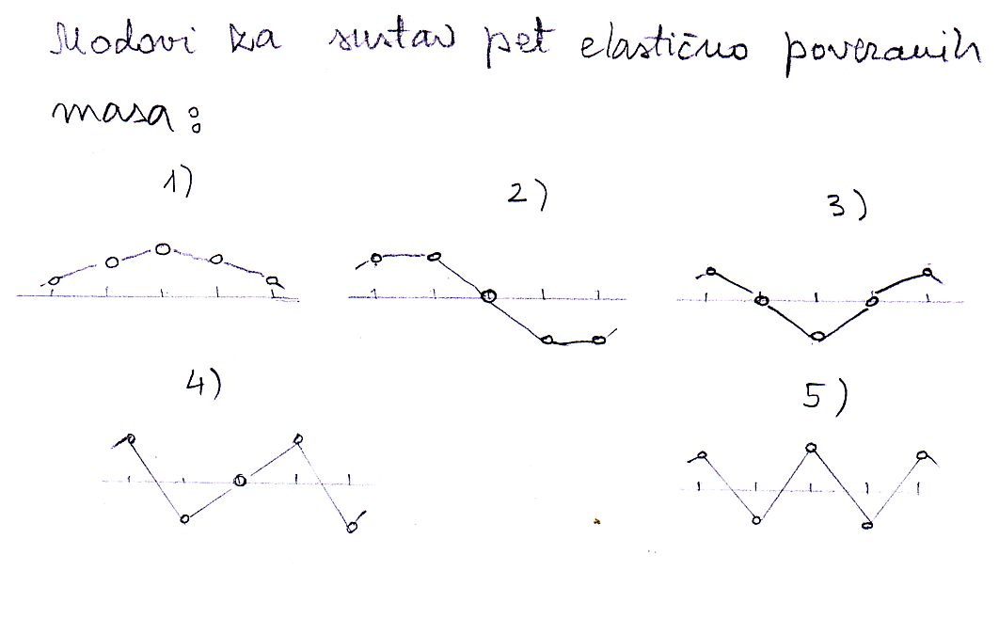 Modovi za sustav pet elastično povezanih
masa:
1)
2)
3)
4)
5)